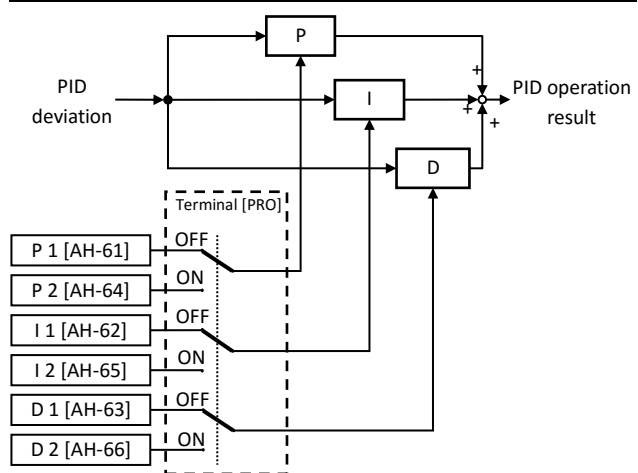 P
+
PID
deviation
I
+
+
PID operation
result
D
Terminal [PRO]
P 1 [AH-61]
OFF
P 2 [AH-64]
ON
I 1 [AH-62]
OFF
I 2 [AH-65]
ON
D 1 [AH-63]
OFF
D 2 [AH-66]
ON